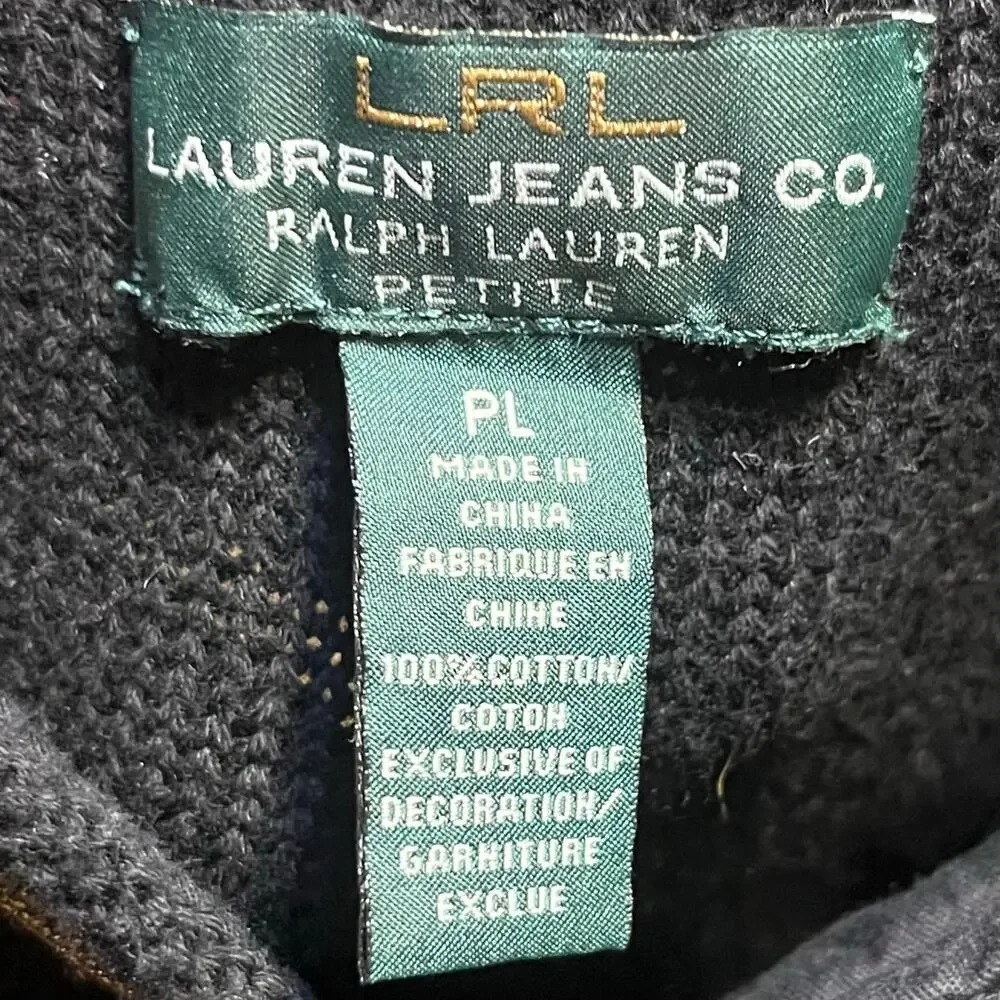 LRL
LAUREN JEANS CO.
RALPH LAUREN
PETITE
PL
MADE IN
CHINA
FABRIQUE EN
CHINE
100% COTTON/
COTON
EXCLUSIVE OF
DECORATION/
GARNITURE
EXCLUE